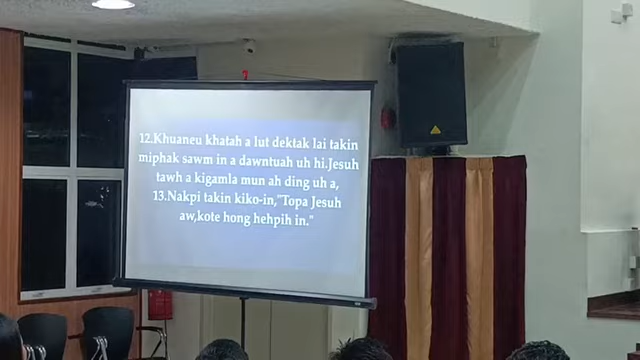 12.Khuaneu khatah a lut dektak lai takin
miphak sawm in a dawntuah uh hi.Jesuh
tawh a kigamla mun ah ding uh a,
13.Nakpi takin kiko-in,"Topa Jesuh
aw,kote hong hehpih in."